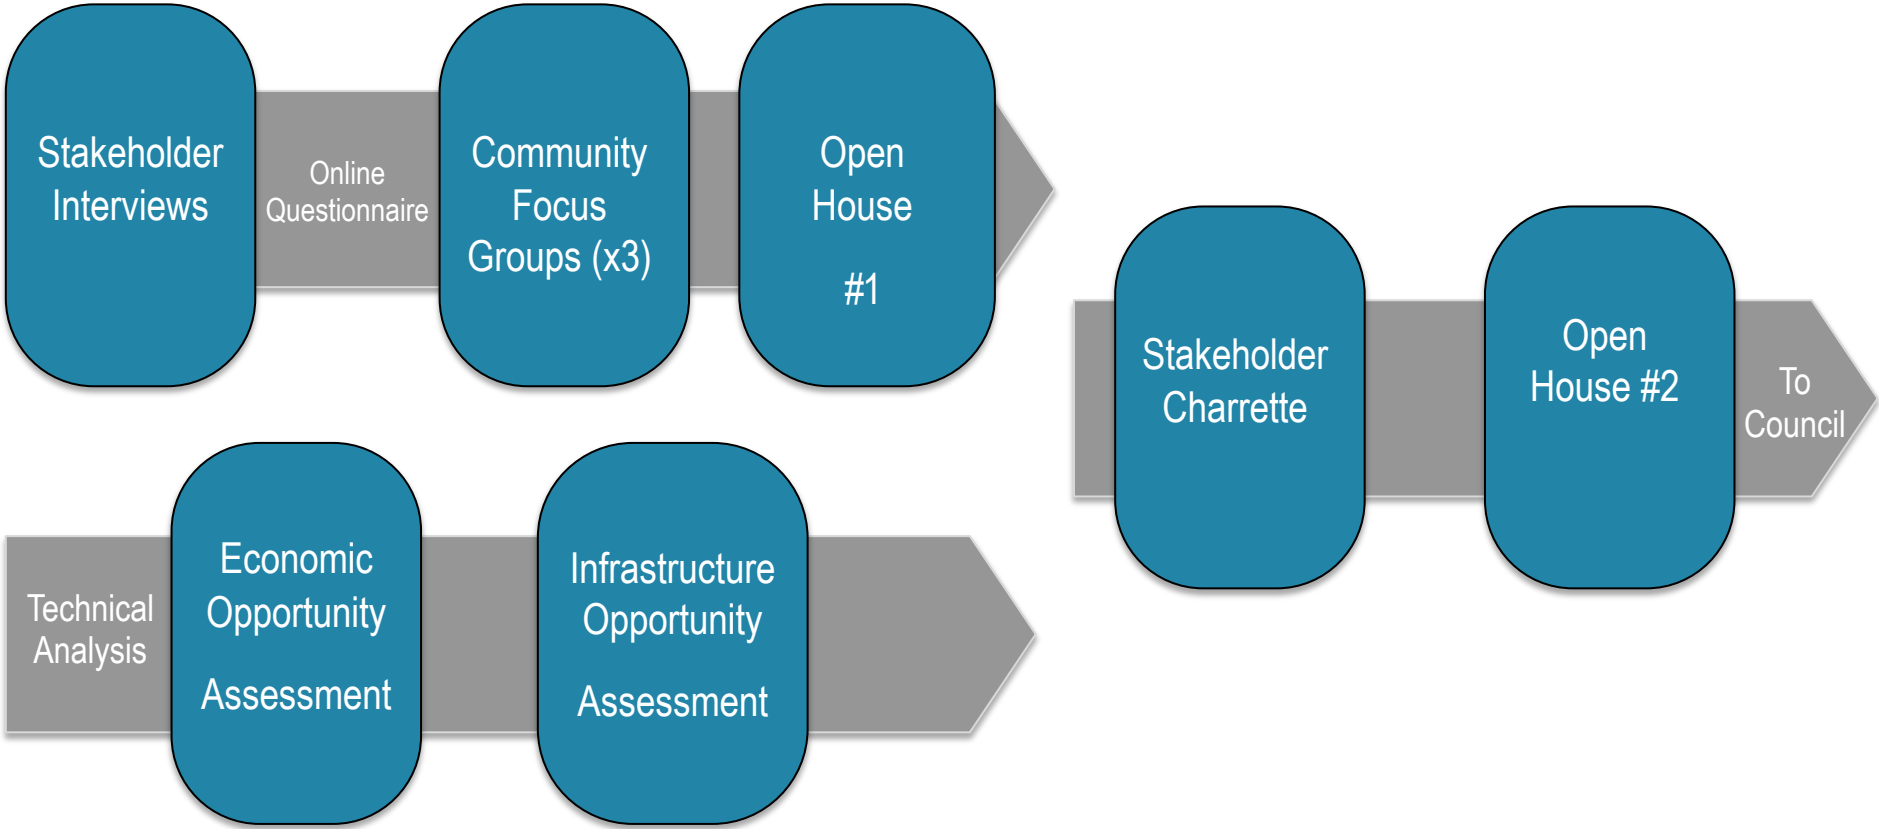 Stakeholder
Interviews
Online
Questionnaire
Community
Focus
Groups (x3)
Open
House
#1
Technical
Analysis
Economic
Opportunity
Assessment
Infrastructure
Opportunity
Assessment
Stakeholder
Charrette
Open
House #2
To
Council